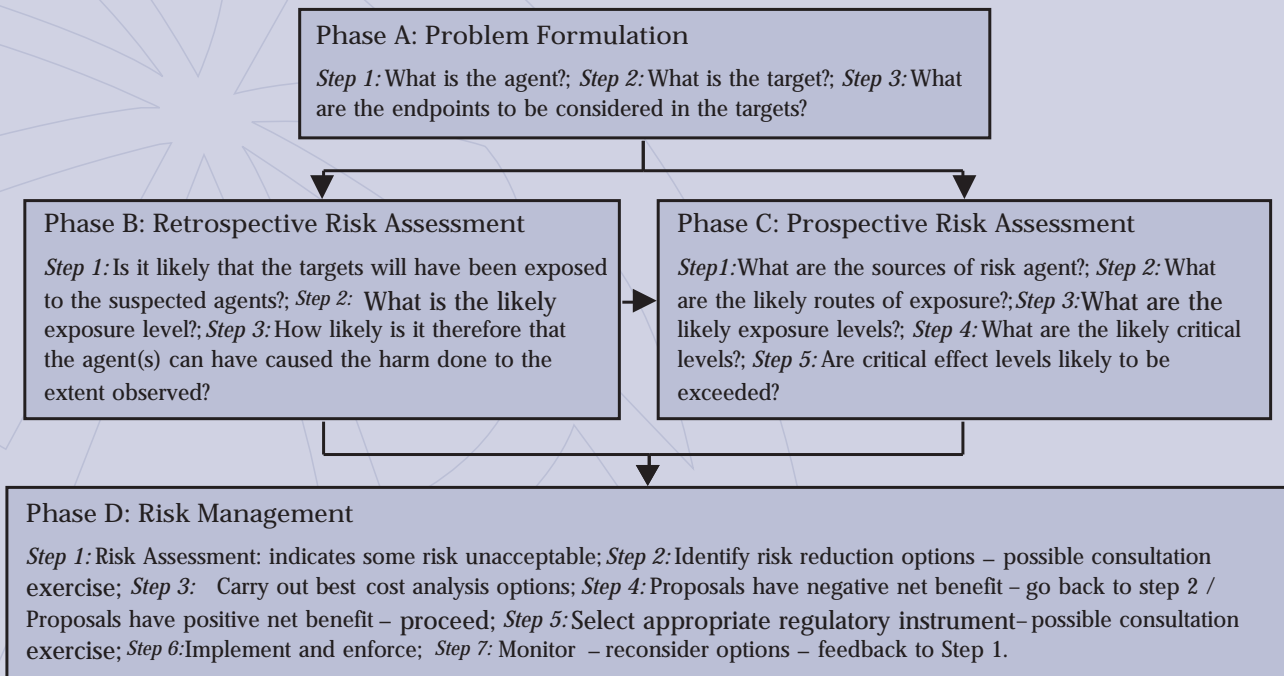 Phase A: Problem Formulation
Step 1: What is the agent?; Step 2: What is the target?; Step 3: What
are the endpoints to be considered in the targets?
Phase B: Retrospective Risk Assessment
Step 1: Is it likely that the targets will have been exposed
to the suspected agents?; Step 2: What is the likely
exposure level?; Step 3: How likely is it therefore that
the agent(s) can have caused the harm done to the
extent observed?
Phase C: Prospective Risk Assessment
Step1: What are the sources of risk agent?; Step 2: What
are the likely routes of exposure?; Step 3: What are the
likely exposure levels?; Step 4: What are the likely critical
levels?; Step 5: Are critical effect levels likely to be
exceeded?
Phase D: Risk Management
Step 1: Risk Assessment: indicates some risk unacceptable; Step 2: Identify risk reduction options – possible consultation
exercise; Step 3: Carry out best cost analysis options; Step 4: Proposals have negative net benefit – go back to step 2 /
Proposals have positive net benefit – proceed; Step 5: Select appropriate regulatory instrument – possible consultation
exercise; Step 6: Implement and enforce; Step 7: Monitor – reconsider options – feedback to Step 1.